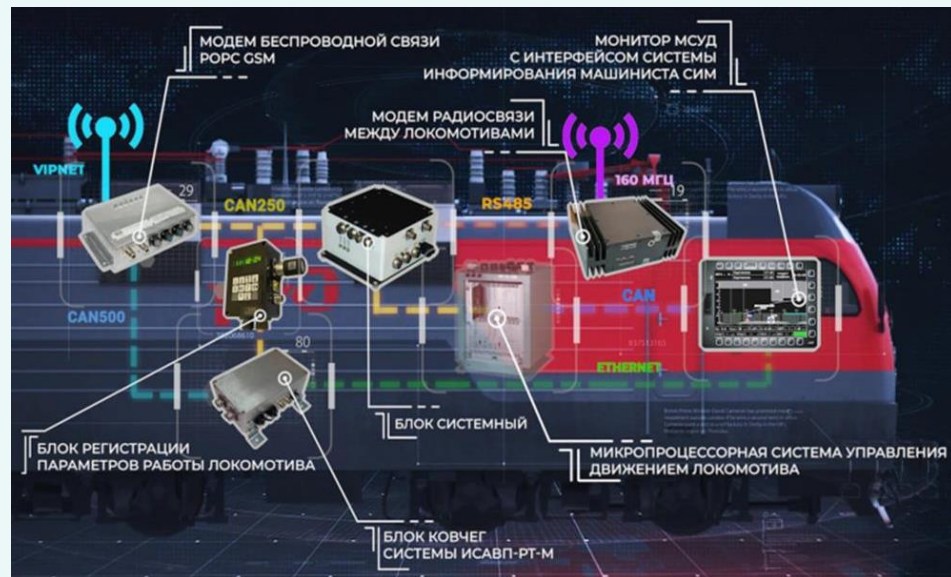 МОДЕМ БЕСПРОВОДНОЙ СВЯЗИ
РОРС GSM
МОНИТОР МСУД
С ИНТЕРФЕЙСОМ СИСТЕМЫ
ИНФОРМИРОВАНИЯ МАШИНИСТА СИМ
МОДЕМ РАДИОСВЯЗИ
МЕЖДУ ЛОКОМОТИВАМИ
VIPNET
160 МГЦ
29
19
CAN250
RS485
CAN500
CAN
80
ETHERNET
БЛОК СИСТЕМНЫЙ
БЛОК РЕГИСТРАЦИИ
ПАРАМЕТРОВ РАБОТЫ ЛОКОМОТИВА
МИКРОПРОЦЕССОРНАЯ СИСТЕМА УПРАВЛЕНИЯ
ДВИЖЕНИЕМ ЛОКОМОТИВА
БЛОК КОВЧЕГ
СИСТЕМЫ ИСАВП-РТ-М